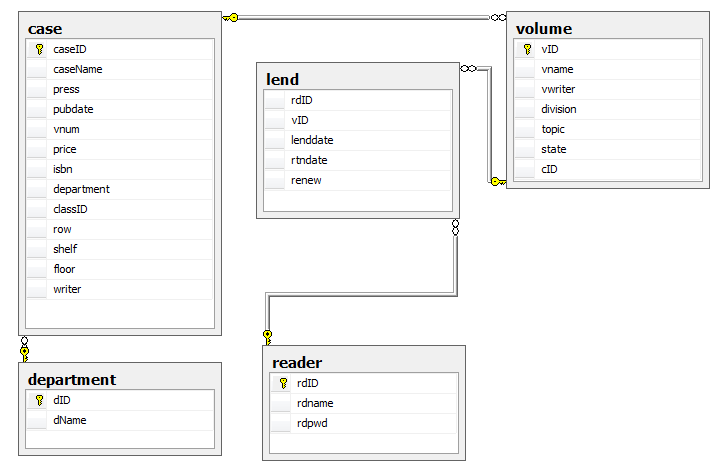 case
caseID
caseName
press
pubdate
vnum
price
isbn
department
classID
row
shelf
floor
writer
lend
rdID
vID
lenddate
rtndate
renew
volume
vID
vname
vwriter
division
topic
state
cID
department
dID
dName
reader
rdID
rdname
rdpwd